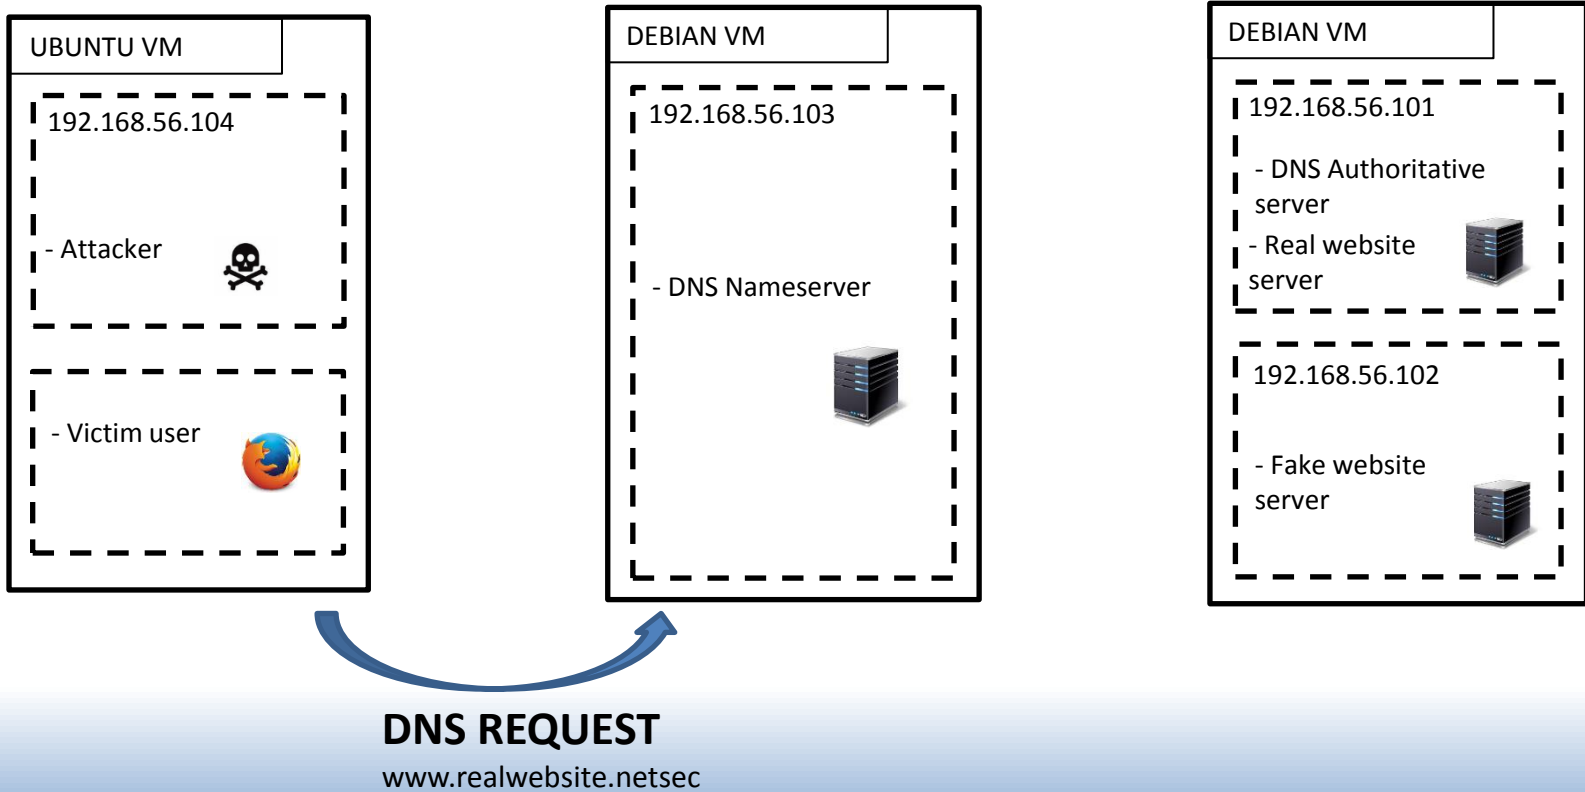 UBUNTU VM
192.168.56.104
- Attacker
- Victim user
DEBIAN VM
192.168.56.103
- DNS Nameserver
DEBIAN VM
192.168.56.101
- DNS Authoritative
server
- Real website
server
192.168.56.102
- Fake website
server
DNS REQUEST
www.realwebsite.netsec